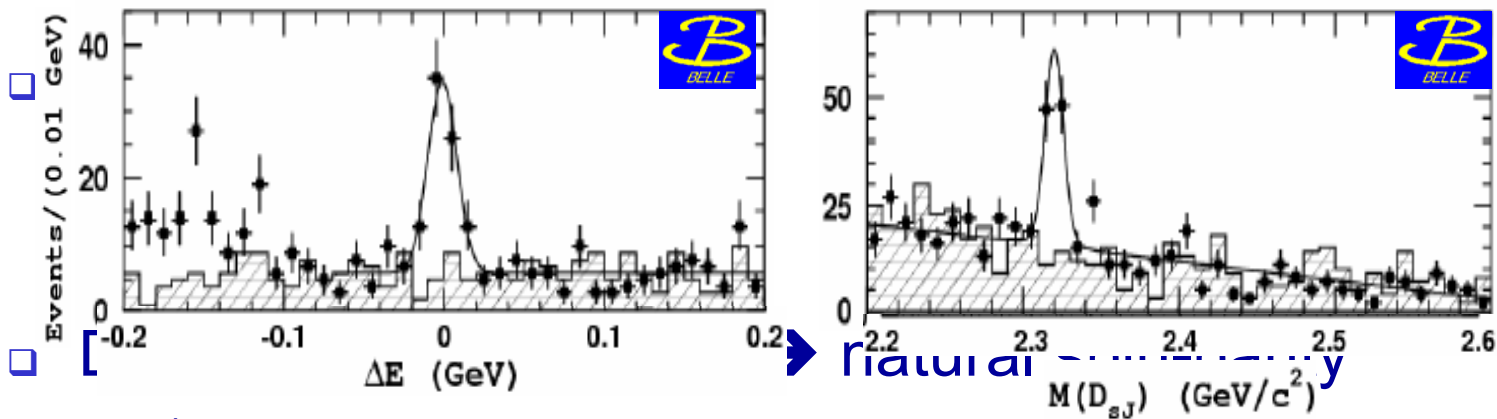 Events/(0.01 GeV)
40
20
0
-0.2 -0.1 0 0.1 0.2
ΔE (GeV)
BELLE
50
25
0
2.2 2.3 2.4 2.5 2.6
M(D_sJ) (GeV/c²)
BELLE
➔ natural